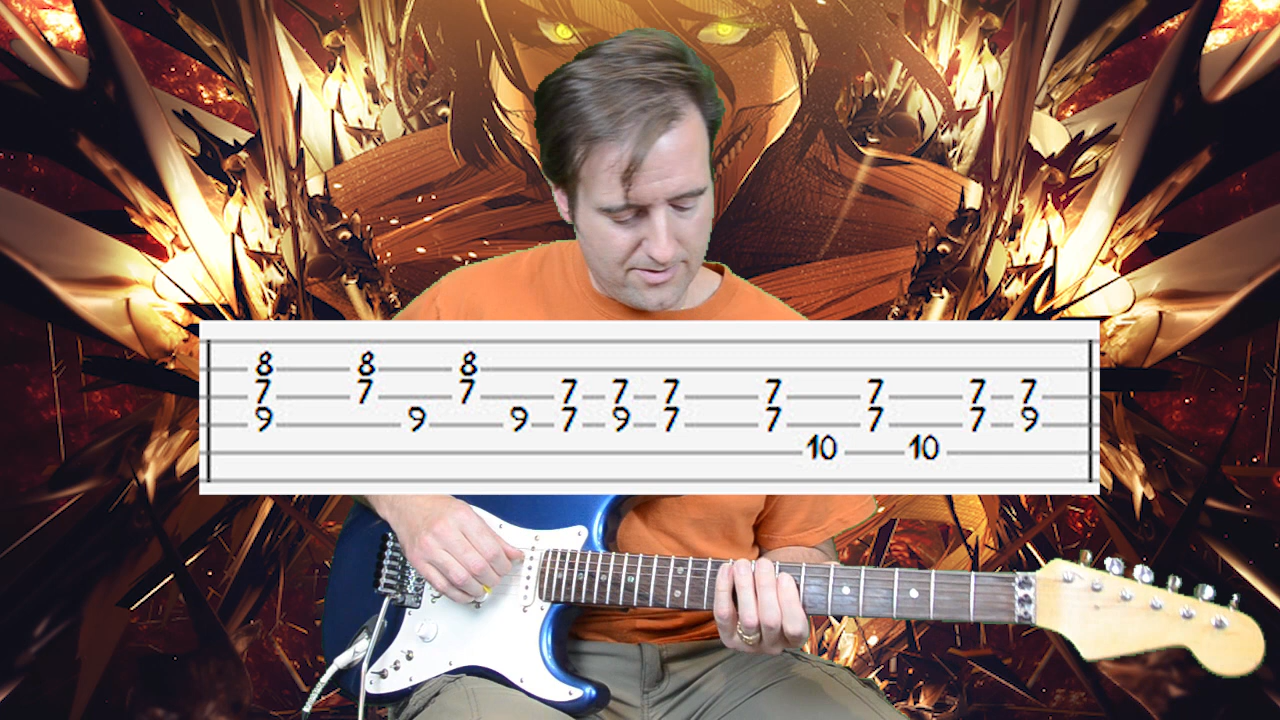 8 8 8
7 7 7 7 7 7 7 7 7 7
9 9 9 7 9 7 7 7 7 9
10 10